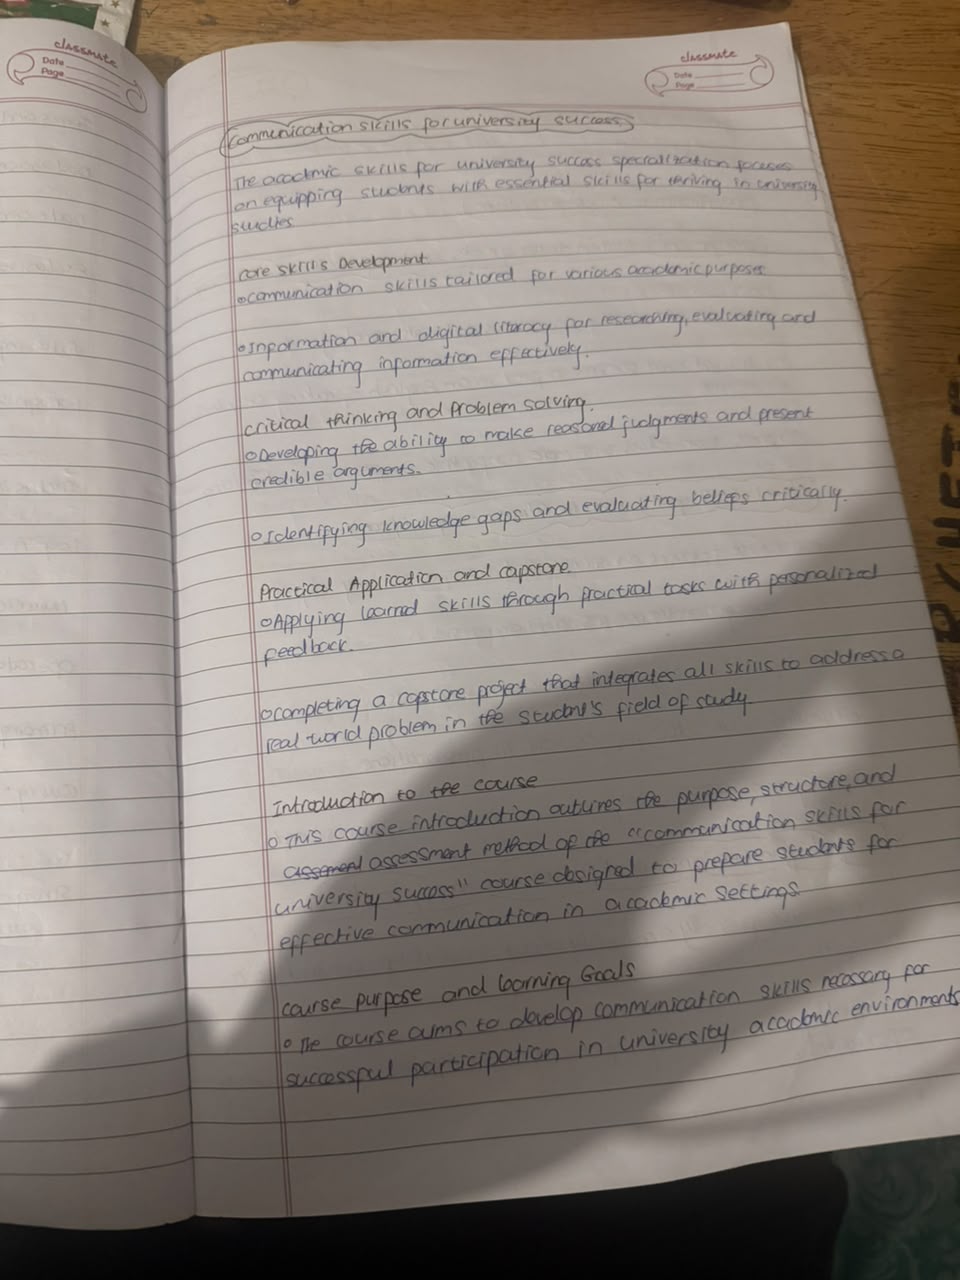 classmate
Date
Page
classmate
Date
Page
Communication skills for university success
The academic skills for university success specialization focuses
on equipping students with essential skills for thriving in university
studies
core skills Development
communication skills tailored for various academic purposes
Information and digital literacy for researching, evaluating and
communicating information effectively.
critical thinking and Problem solving.
Developing the ability to make reasoned judgments and present
credible arguments.
Identifying knowledge gaps and evaluating beliefs critically.
Practical Application and capstone
Applying learned skills through practical tasks with personalized
feedback.
completing a capstone project that integrates all skills to address a
real world problem in the student's field of study.
Introduction to the course
This course introduction outlines the purpose, structure, and
assessment method of the "communication skills for
university success" course designed to prepare students for
effective communication in academic settings
course purpose and learning Goals
The course aims to develop communication skills necessary for
successful participation in university academic environments